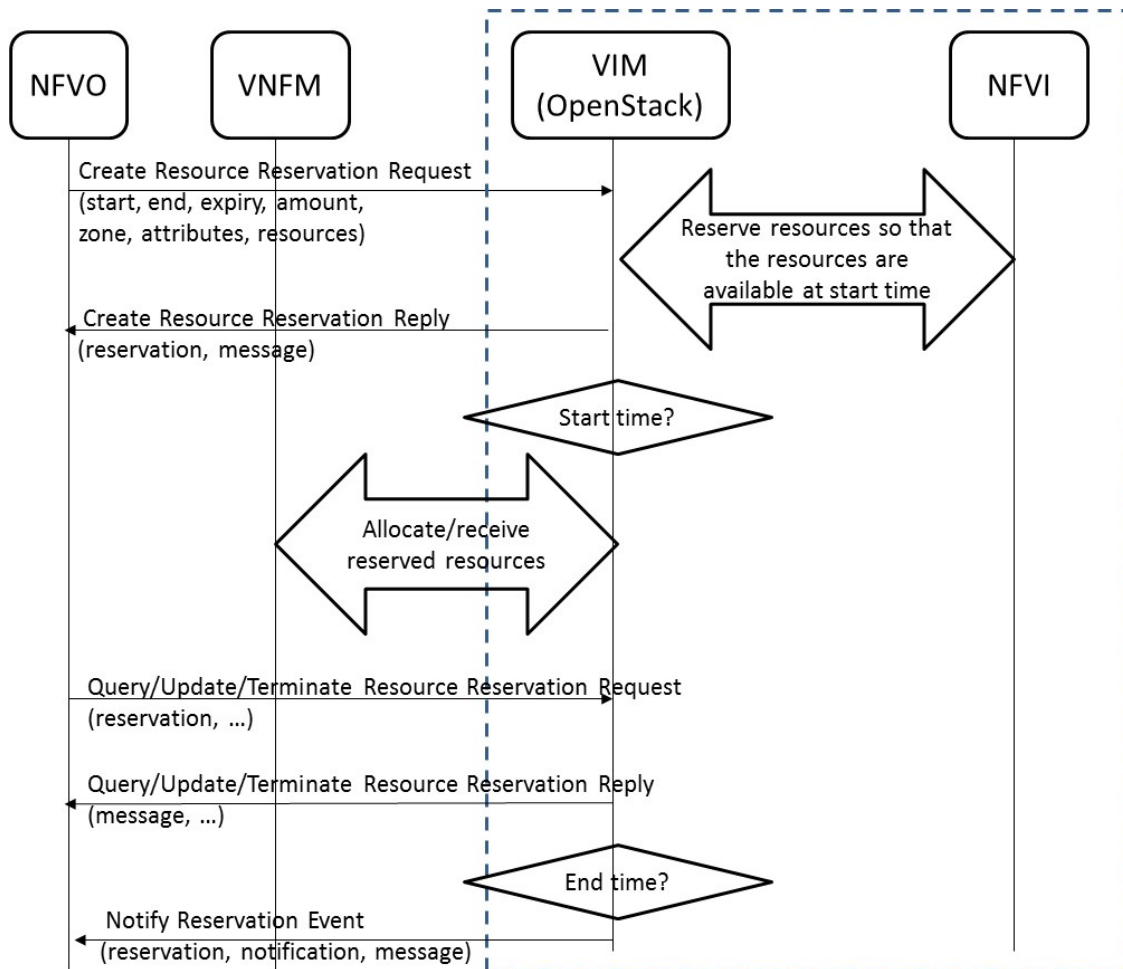 NFVO
VNFM
VIM
(OpenStack)
NFVI
Create Resource Reservation Request
(start, end, expiry, amount,
zone, attributes, resources)
Reserve resources so that
the resources are
available at start time
Create Resource Reservation Reply
(reservation, message)
Start time?
Allocate/receive
reserved resources
Query/Update/Terminate Resource Reservation Request
(reservation, ...)
Query/Update/Terminate Resource Reservation Reply
(message, ...)
End time?
Notify Reservation Event
(reservation, notification, message)